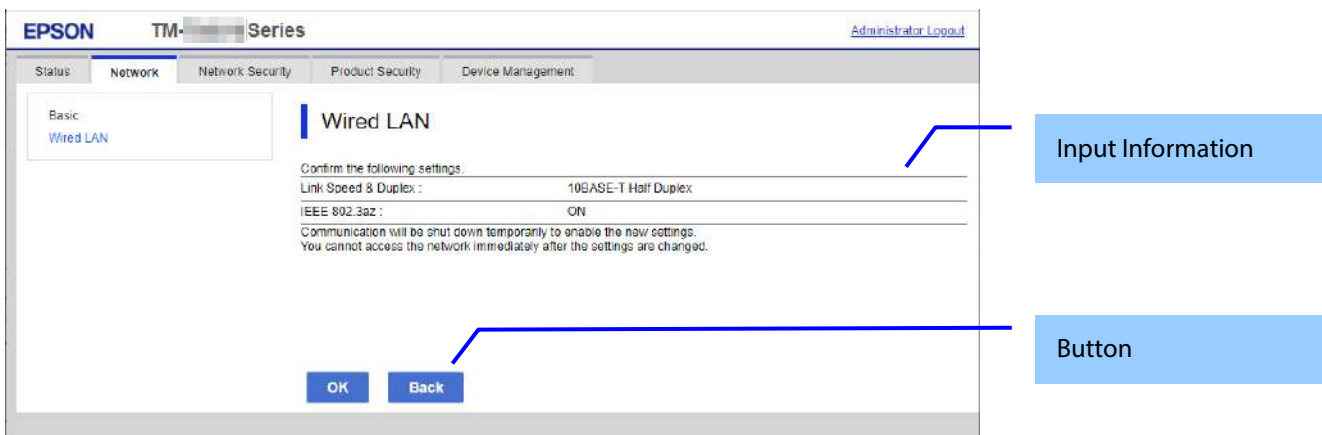 EPSON TM- Series Administrator Logout
Status Network Network Security Product Security Device Management
Basic
Wired LAN
Wired LAN
Confirm the following settings.
Link Speed & Duplex : 10BASE-T Half Duplex
IEEE 802.3az : ON
Communication will be shut down temporarily to enable the new settings.
You cannot access the network immediately after the settings are changed.
OK Back
Input Information
Button